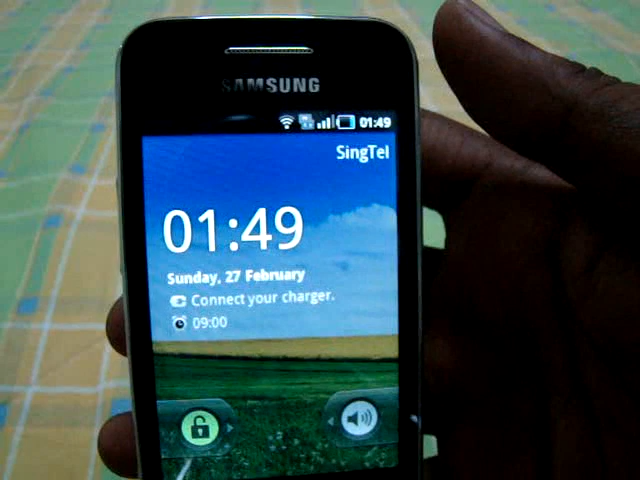 SAMSUNG
01:49
SingTel
01:49
Sunday, 27 February
Connect your charger.
09:00